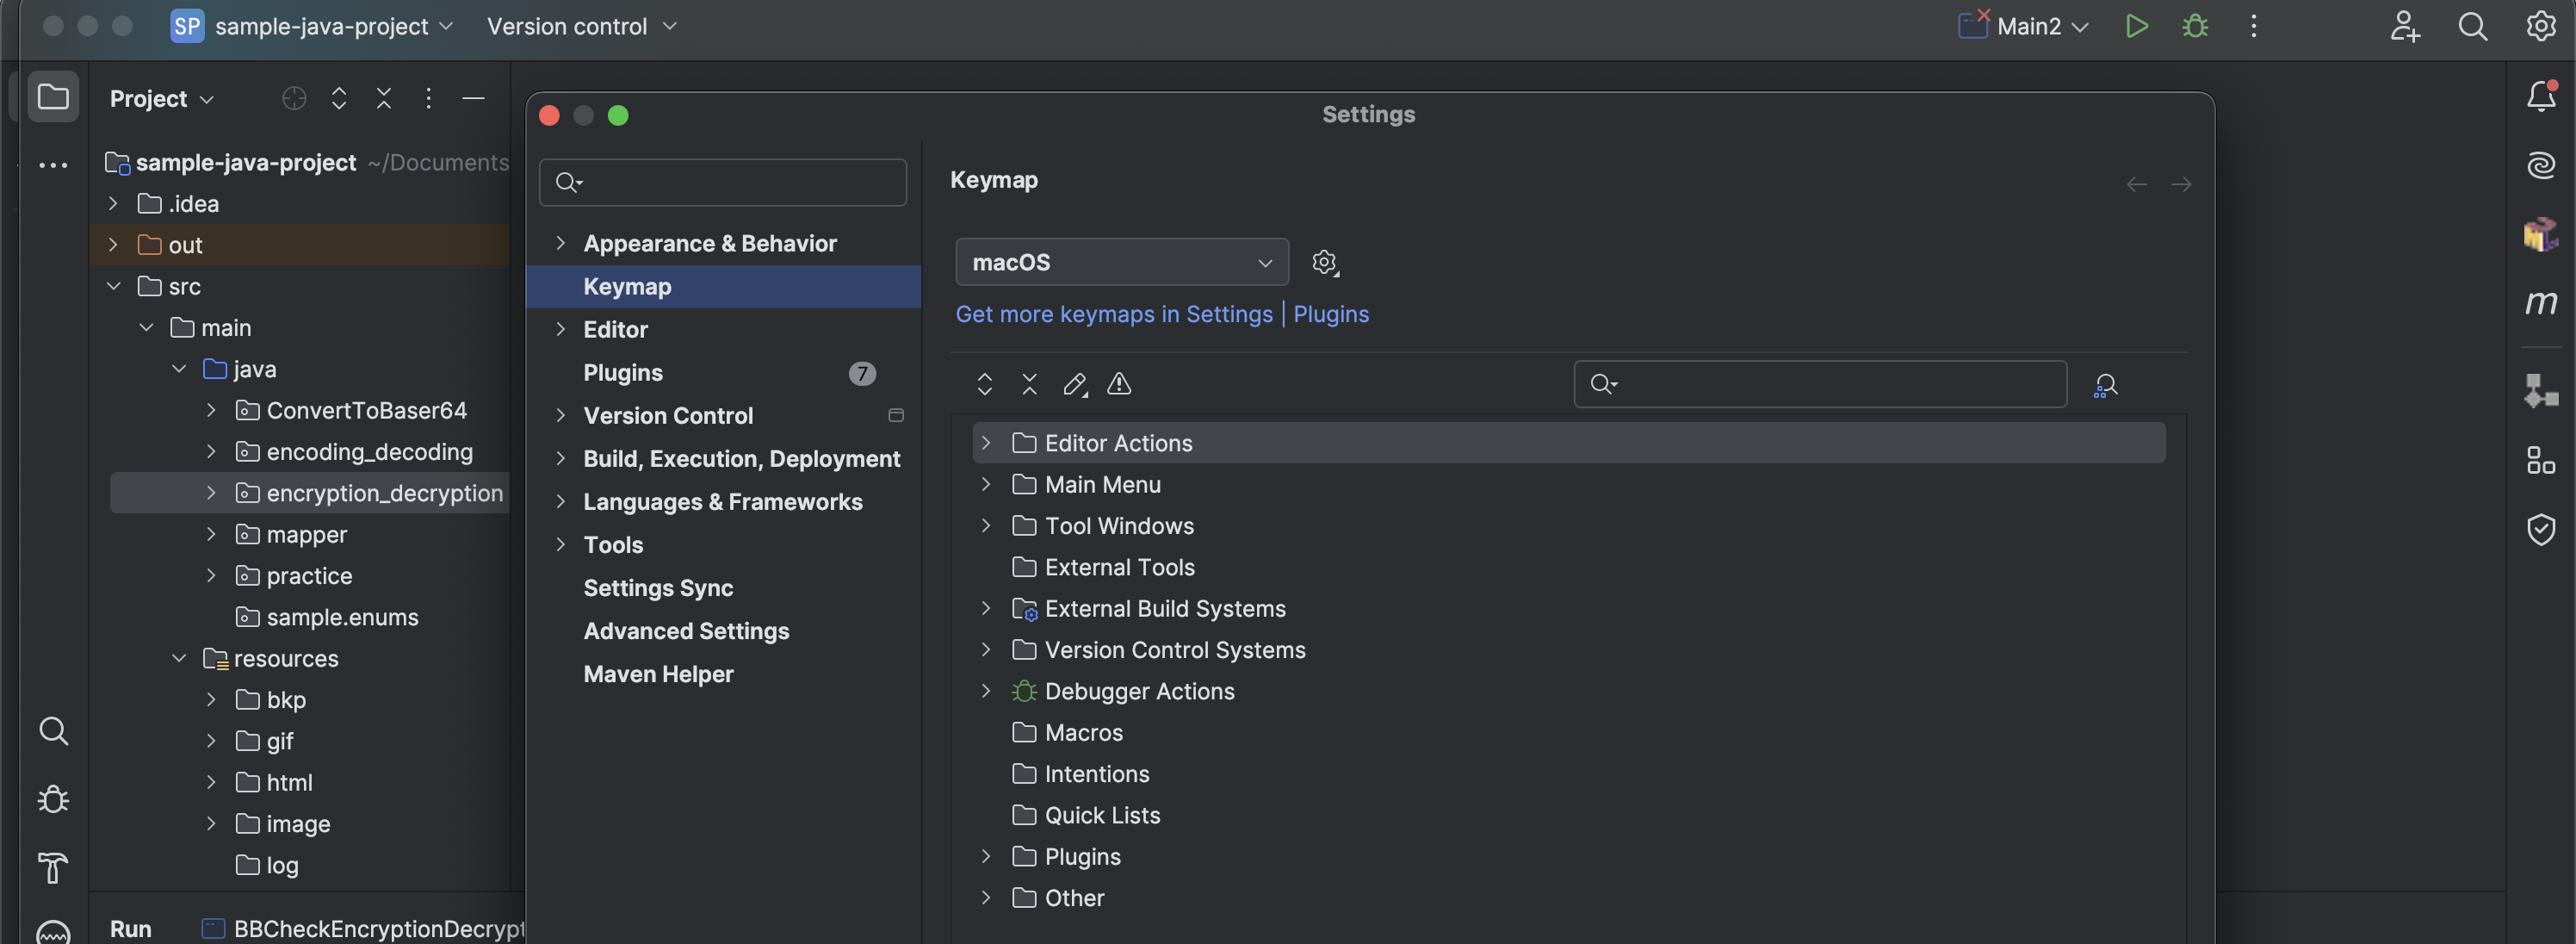 SP sample-java-project Version control Main2
Project
sample-java-project ~/Documents
.idea
out
src
main
java
ConvertToBaser64
encoding_decoding
encryption_decryption
mapper
practice
sample.enums
resources
bkp
gif
html
image
log
Run BBCheckEncryptionDecrypt
Settings
Appearance & Behavior
Keymap
Editor
Plugins 7
Version Control
Build, Execution, Deployment
Languages & Frameworks
Tools
Settings Sync
Advanced Settings
Maven Helper
Keymap
macOS
Get more keymaps in Settings | Plugins
Editor Actions
Main Menu
Tool Windows
External Tools
External Build Systems
Version Control Systems
Debugger Actions
Macros
Intentions
Quick Lists
Plugins
Other
m